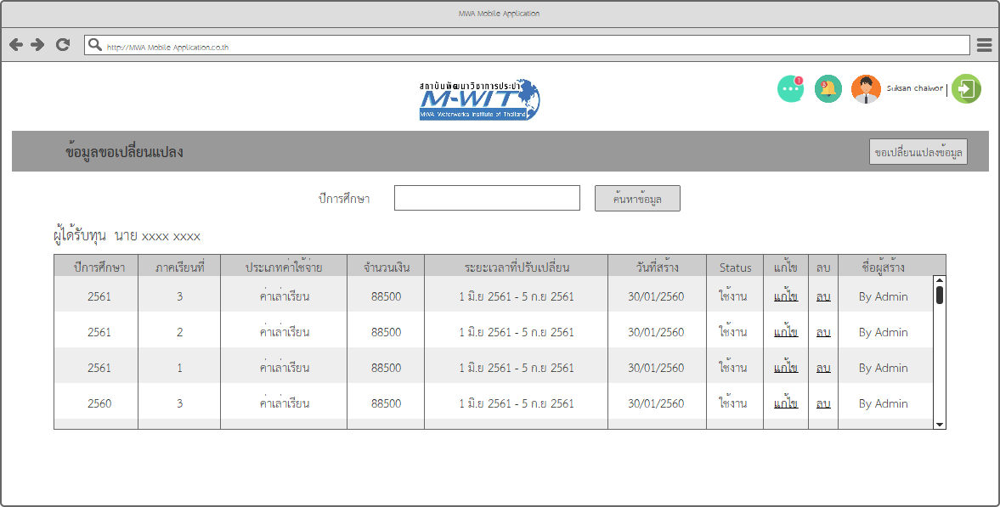 MWA Mobile Application
http://MWA Mobile Application.co.th
สถาบันพัฒนาวิชาการประปา
M-WIT
MWA Waterworks Institute of Thailand
1
3
Suksan chaiwon
ข้อมูลขอเปลี่ยนแปลง
ขอเปลี่ยนแปลงข้อมูล
ปีการศึกษา
ค้นหาข้อมูล
ผู้ได้รับทุน นาย xxxx xxxx
ปีการศึกษา ภาคเรียนที่ ประเภทค่าใช้จ่าย จำนวนเงิน ระยะเวลาที่ปรับเปลี่ยน วันที่สร้าง Status แก้ไข ลบ ชื่อผู้สร้าง
2561 3 ค่าเล่าเรียน 88500 1 มิ.ย 2561 - 5 ก.ย 2561 30/01/2560 ใช้งาน แก้ไข ลบ By Admin
2561 2 ค่าเล่าเรียน 88500 1 มิ.ย 2561 - 5 ก.ย 2561 30/01/2560 ใช้งาน แก้ไข ลบ By Admin
2561 1 ค่าเล่าเรียน 88500 1 มิ.ย 2561 - 5 ก.ย 2561 30/01/2560 ใช้งาน แก้ไข ลบ By Admin
2560 3 ค่าเล่าเรียน 88500 1 มิ.ย 2561 - 5 ก.ย 2561 30/01/2560 ใช้งาน แก้ไข ลบ By Admin